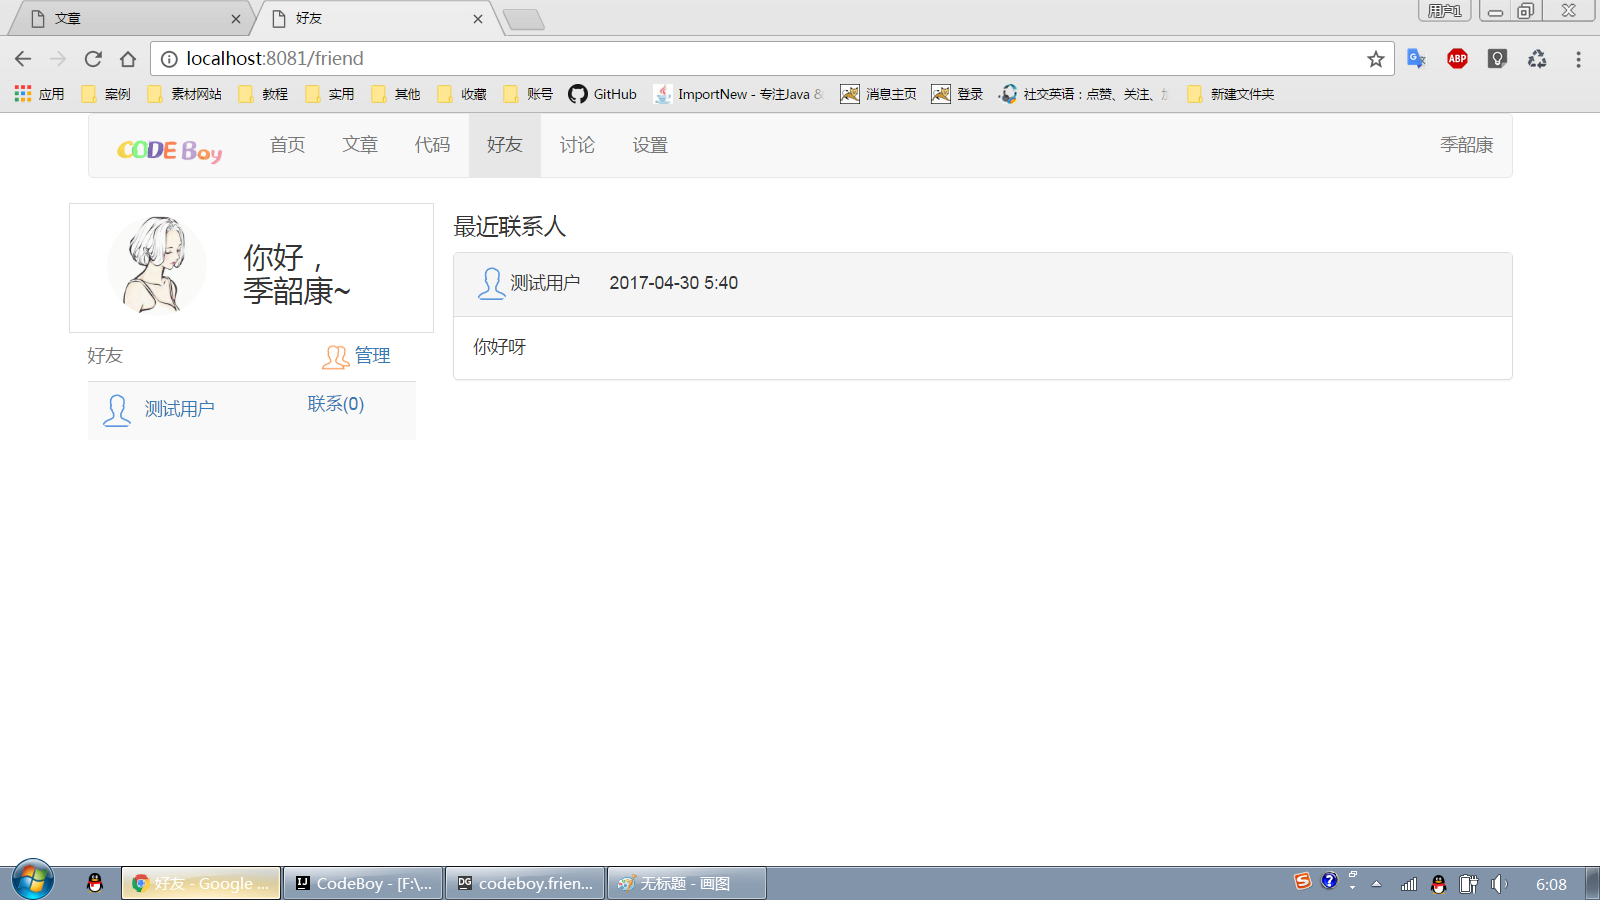 文章
好友
用户1
localhost:8081/friend
应用 案例 素材网站 教程 实用 其他 收藏 账号 GitHub ImportNew - 专注Java & 消息主页 登录 社交英语：点赞、关注、 新建文件夹
CODE Boy 首页 文章 代码 好友 讨论 设置 季韶康
你好，
季韶康~
好友 管理
测试用户 联系(0)
最近联系人
测试用户 2017-04-30 5:40
你好呀
好友 - Google ... CodeBoy - [F:\... codeboy.frien... 无标题 - 画图 6:08